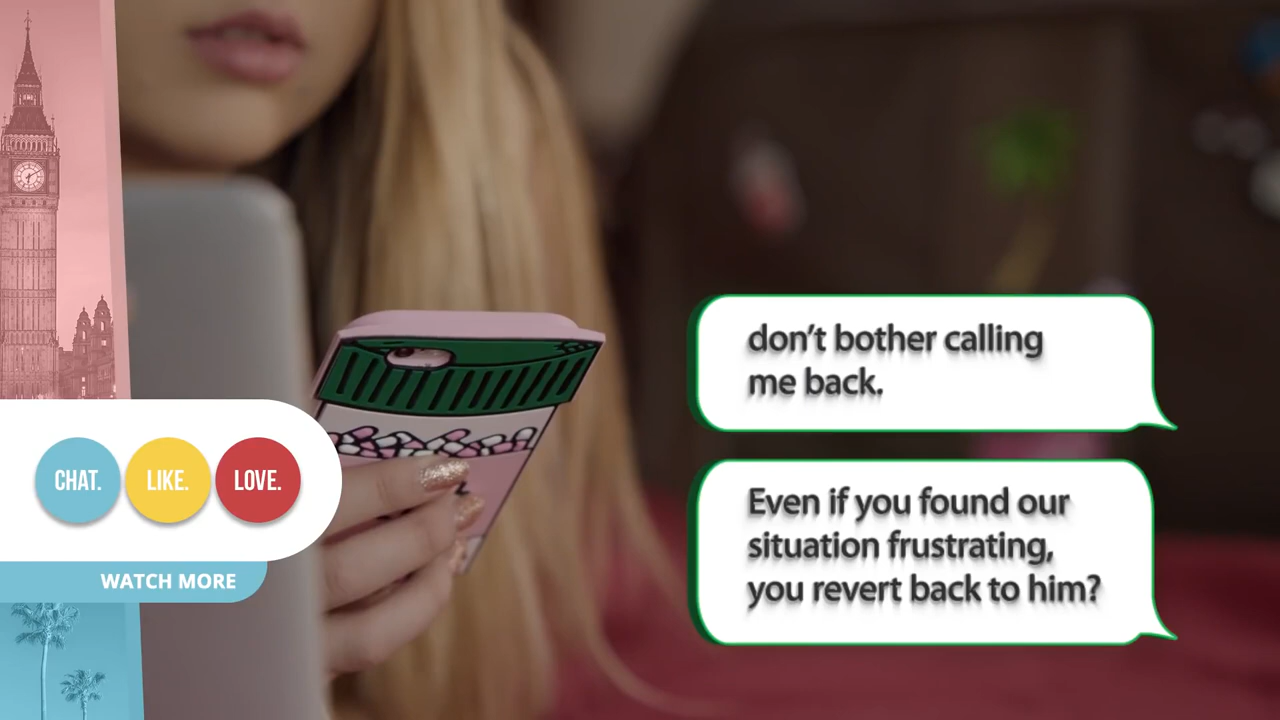 CHAT.
LIKE.
LOVE.
WATCH MORE
don't bother calling
me back.
Even if you found our
situation frustrating,
you revert back to him?